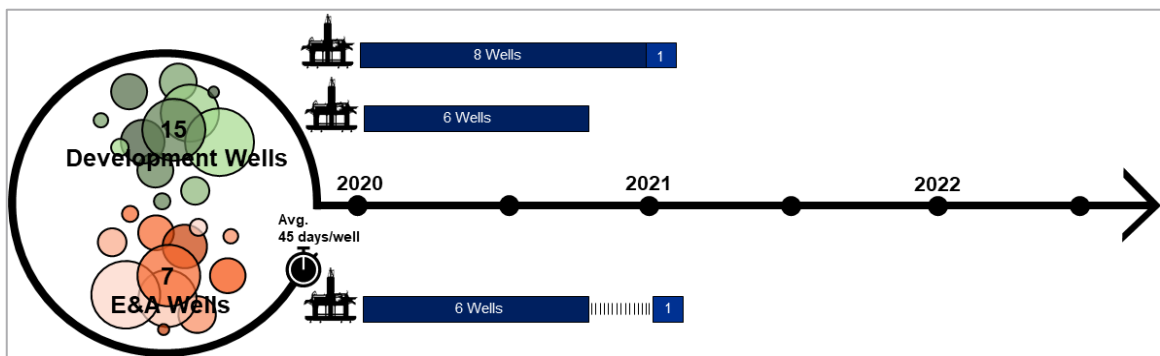 8 Wells
1
6 Wells
15
Development Wells
2020
2021
2022
Avg.
45 days/well
7
E&A Wells
6 Wells
1